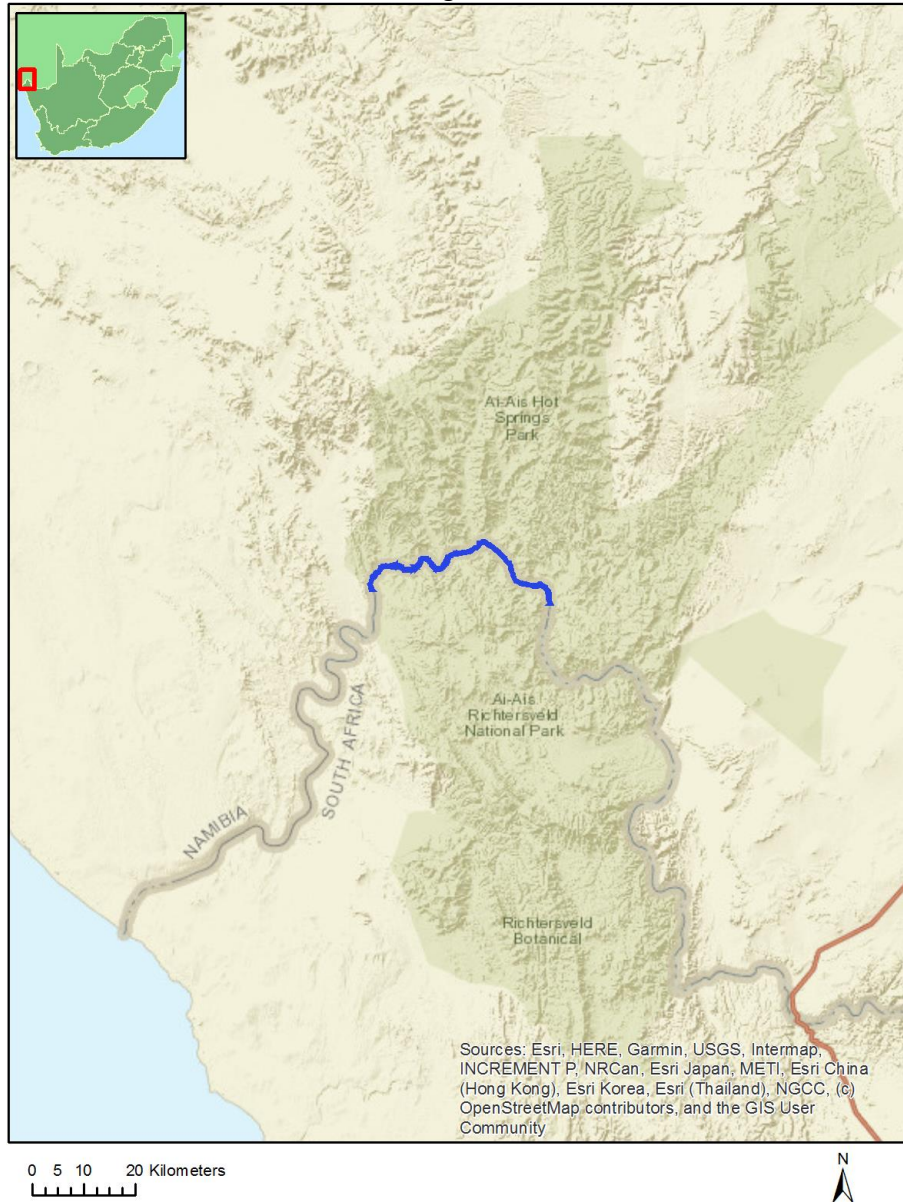 Ai-Ais Hot
Springs
Park
Ai-Ais
Richtersveld
National Park
SOUTH AFRICA
NAMIBIA
Richtersveld
Botanical
Sources: Esri, HERE, Garmin, USGS, Intermap,
INCREMENT P, NRCan, Esri Japan, METI, Esri China
(Hong Kong), Esri Korea, Esri (Thailand), NGCC, (c)
OpenStreetMap contributors, and the GIS User
Community
0 5 10 20 Kilometers
N